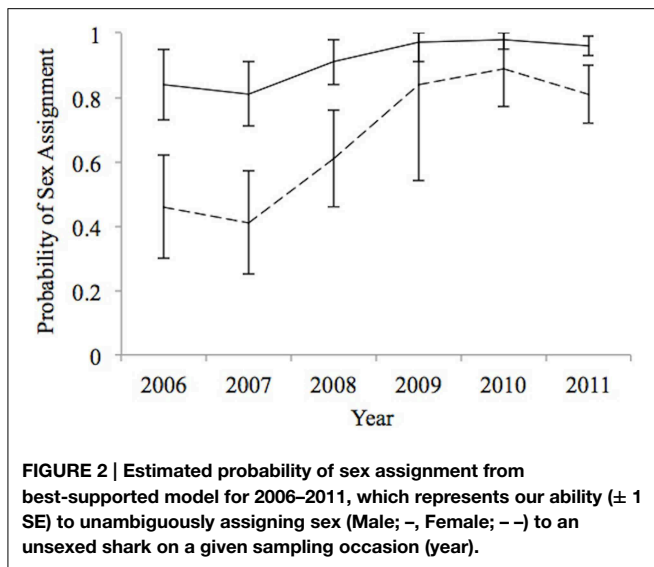 Probability of Sex Assignment
1
0.8
0.6
0.4
0.2
0
2006 2007 2008 2009 2010 2011
Year
FIGURE 2 | Estimated probability of sex assignment from
best-supported model for 2006–2011, which represents our ability (± 1
SE) to unambiguously assigning sex (Male; –, Female; – –) to an
unsexed shark on a given sampling occasion (year).